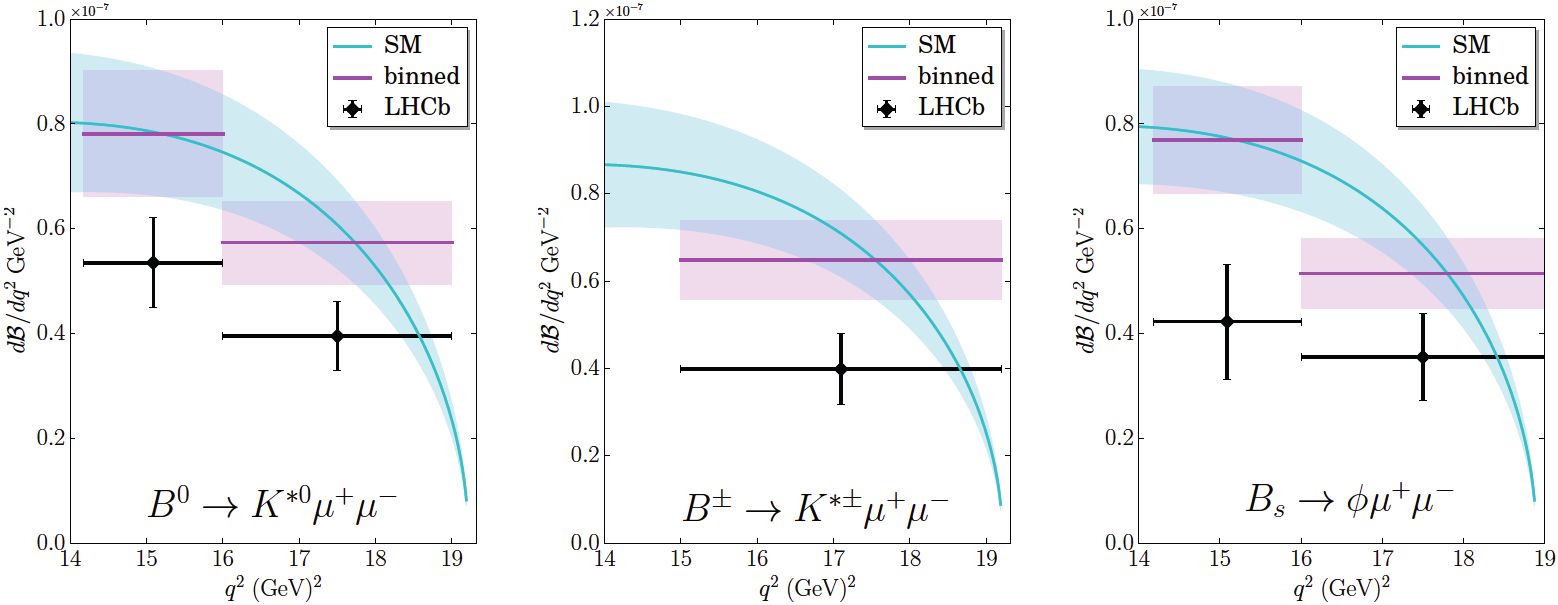 ×10⁻⁷
1.0
0.8
0.6
0.4
0.2
0.0
dℬ/dq² GeV⁻²
SM
binned
LHCb
B⁰ → K*⁰μ⁺μ⁻
14 15 16 17 18 19
q² (GeV)²
×10⁻⁷
1.2
1.0
0.8
0.6
0.4
0.2
0.0
dℬ/dq² GeV⁻²
SM
binned
LHCb
B± → K*±μ⁺μ⁻
14 15 16 17 18 19
q² (GeV)²
×10⁻⁷
1.0
0.8
0.6
0.4
0.2
0.0
dℬ/dq² GeV⁻²
SM
binned
LHCb
Bₛ → ϕμ⁺μ⁻
14 15 16 17 18 19
q² (GeV)²